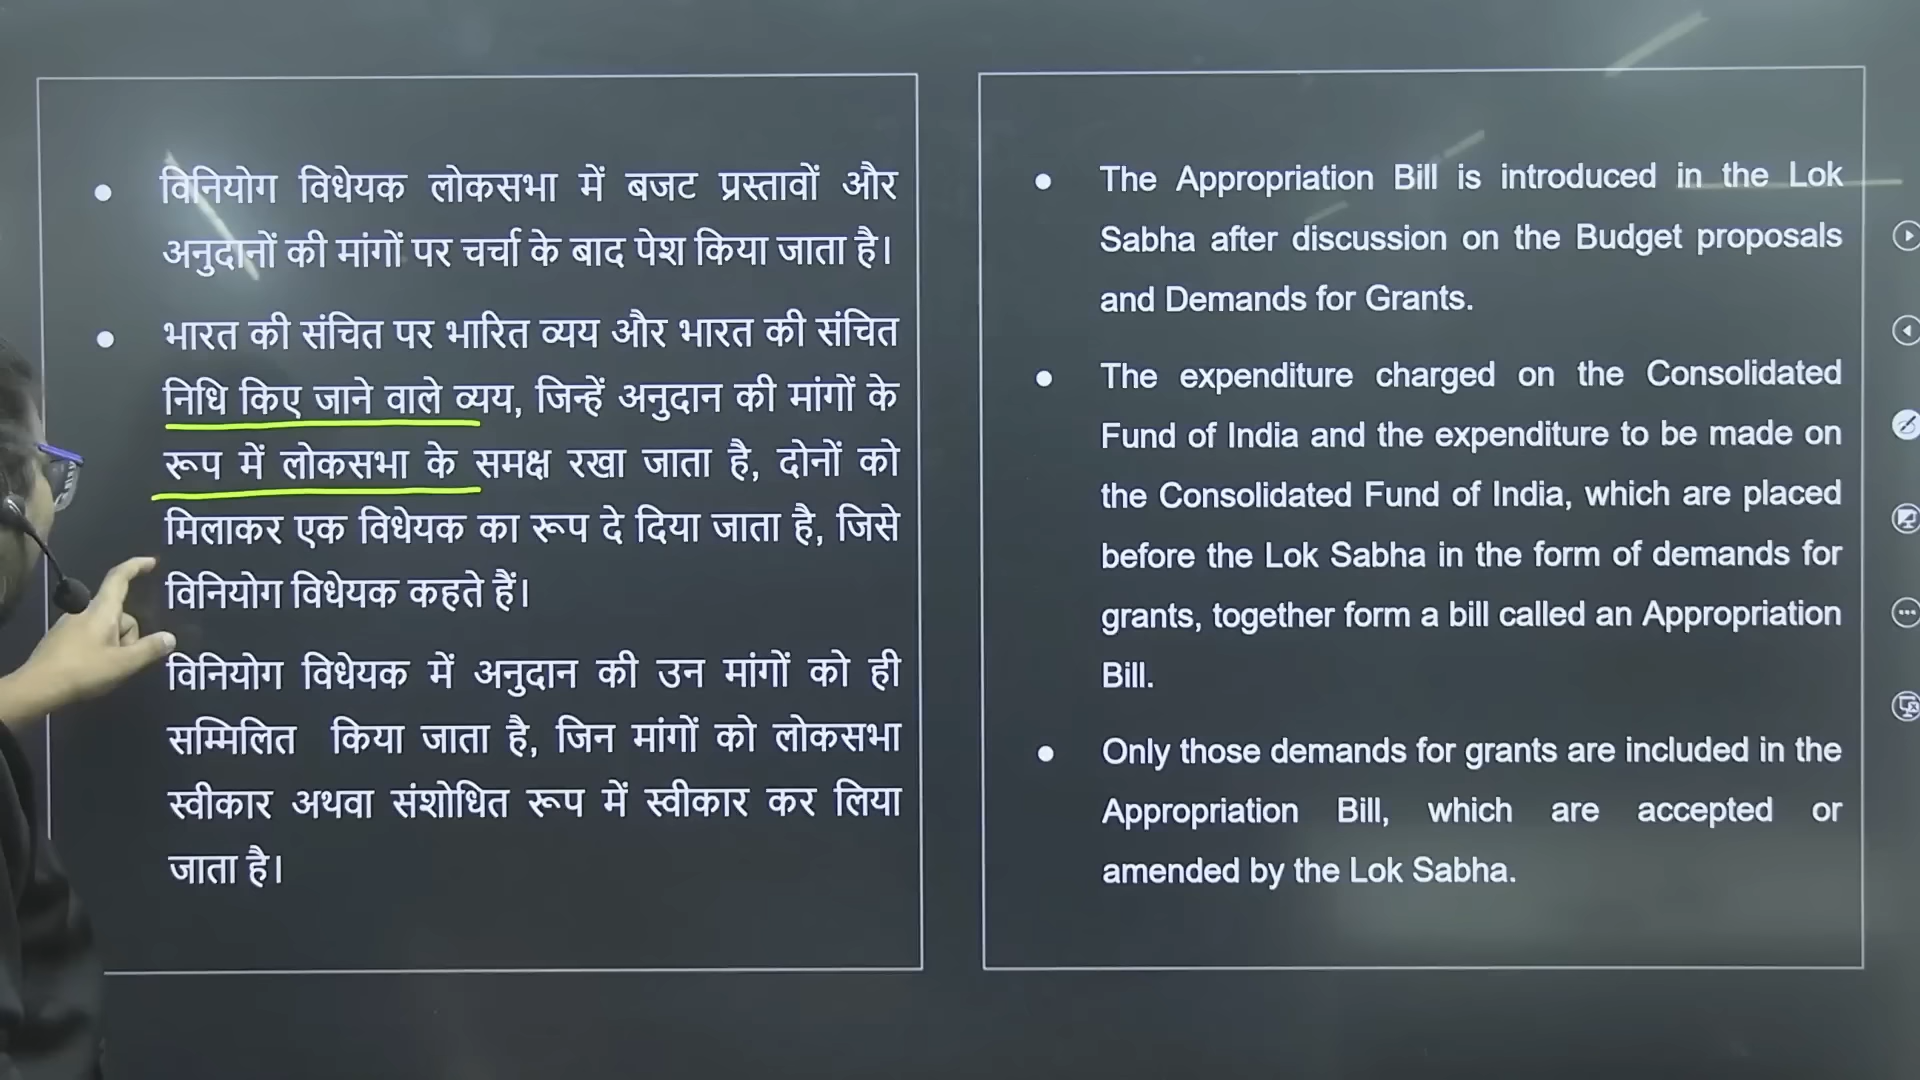 विनियोग विधेयक लोकसभा में बजट प्रस्तावों और
अनुदानों की मांगों पर चर्चा के बाद पेश किया जाता है।
भारत की संचित पर भारित व्यय और भारत की संचित
निधि किए जाने वाले व्यय, जिन्हें अनुदान की मांगों के
रूप में लोकसभा के समक्ष रखा जाता है, दोनों को
मिलाकर एक विधेयक का रूप दे दिया जाता है, जिसे
विनियोग विधेयक कहते हैं।
विनियोग विधेयक में अनुदान की उन मांगों को ही
सम्मिलित किया जाता है, जिन मांगों को लोकसभा
स्वीकार अथवा संशोधित रूप में स्वीकार कर लिया
जाता है।
The Appropriation Bill is introduced in the Lok
Sabha after discussion on the Budget proposals
and Demands for Grants.
The expenditure charged on the Consolidated
Fund of India and the expenditure to be made on
the Consolidated Fund of India, which are placed
before the Lok Sabha in the form of demands for
grants, together form a bill called an Appropriation
Bill.
Only those demands for grants are included in the
Appropriation Bill, which are accepted or
amended by the Lok Sabha.